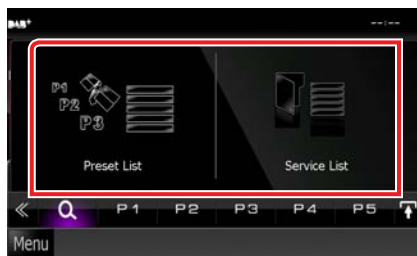 DAB+
--:--
P1
P2
P3
Preset List
Service List
P1 P2 P3 P4 P5
Menu